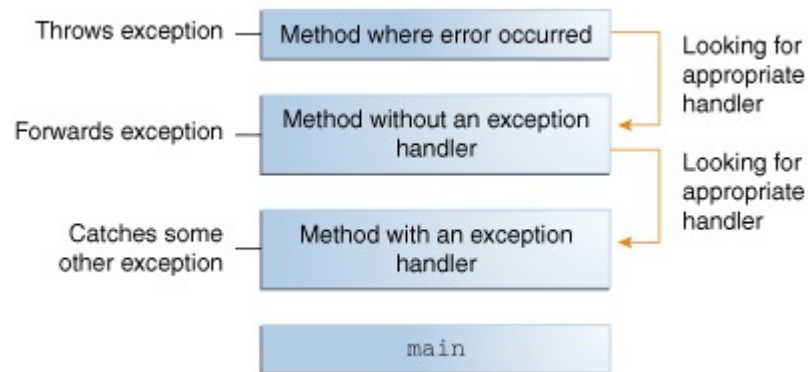 Throws exception
Method where error occurred
Looking for
appropriate
handler
Forwards exception
Method without an exception
handler
Looking for
appropriate
handler
Catches some
other exception
Method with an exception
handler
main